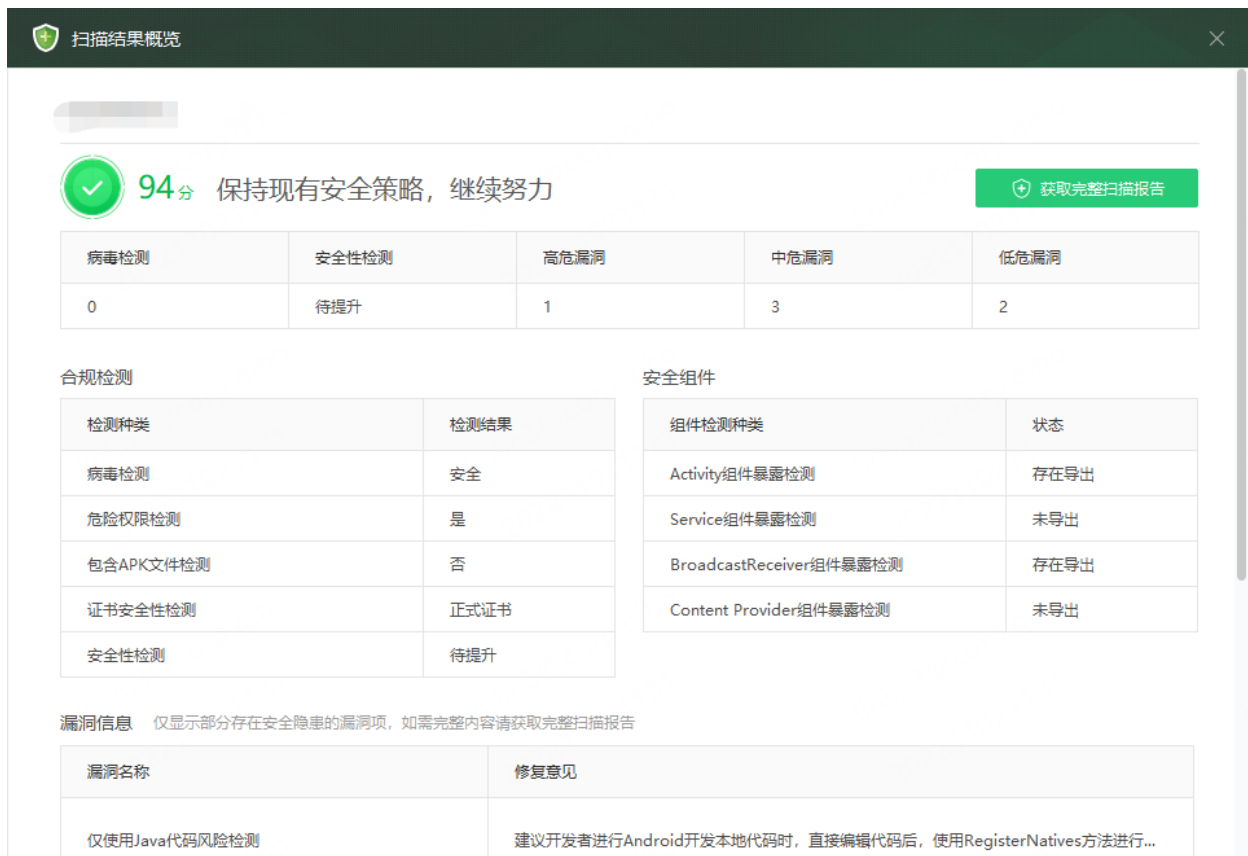 扫描结果概览
94分 保持现有安全策略，继续努力
获取完整扫描报告
病毒检测 安全性检测 高危漏洞 中危漏洞 低危漏洞
0 待提升 1 3 2
合规检测
检测种类 检测结果
病毒检测 安全
危险权限检测 是
包含APK文件检测 否
证书安全性检测 正式证书
安全性检测 待提升
安全组件
组件检测种类 状态
Activity组件暴露检测 存在导出
Service组件暴露检测 未导出
BroadcastReceiver组件暴露检测 存在导出
Content Provider组件暴露检测 未导出
漏洞信息 仅显示部分存在安全隐患的漏洞项，如需完整内容请获取完整扫描报告
漏洞名称 修复意见
仅使用Java代码风险检测 建议开发者进行Android开发本地代码时，直接编辑代码后，使用RegisterNatives方法进行...